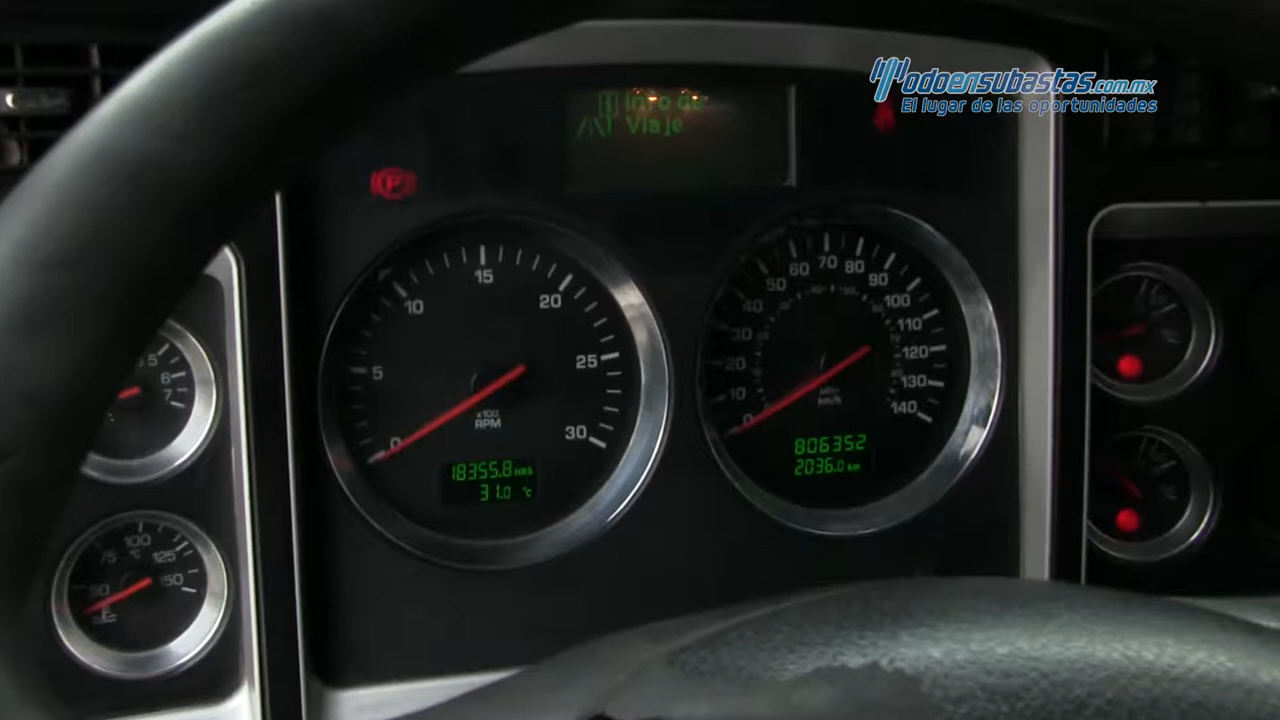 Todoensubastas.com.mx
El lugar de las oportunidades
Info de
Viaje
P
0
5
10
15
20
25
30
x100
RPM
18355.8 HRS
31.0 °C
0
10
20
30
40
50
60
70
80
90
100
110
120
130
140
km/h
806352
2036.0 km
5
6
7
75
100
125
150
°C